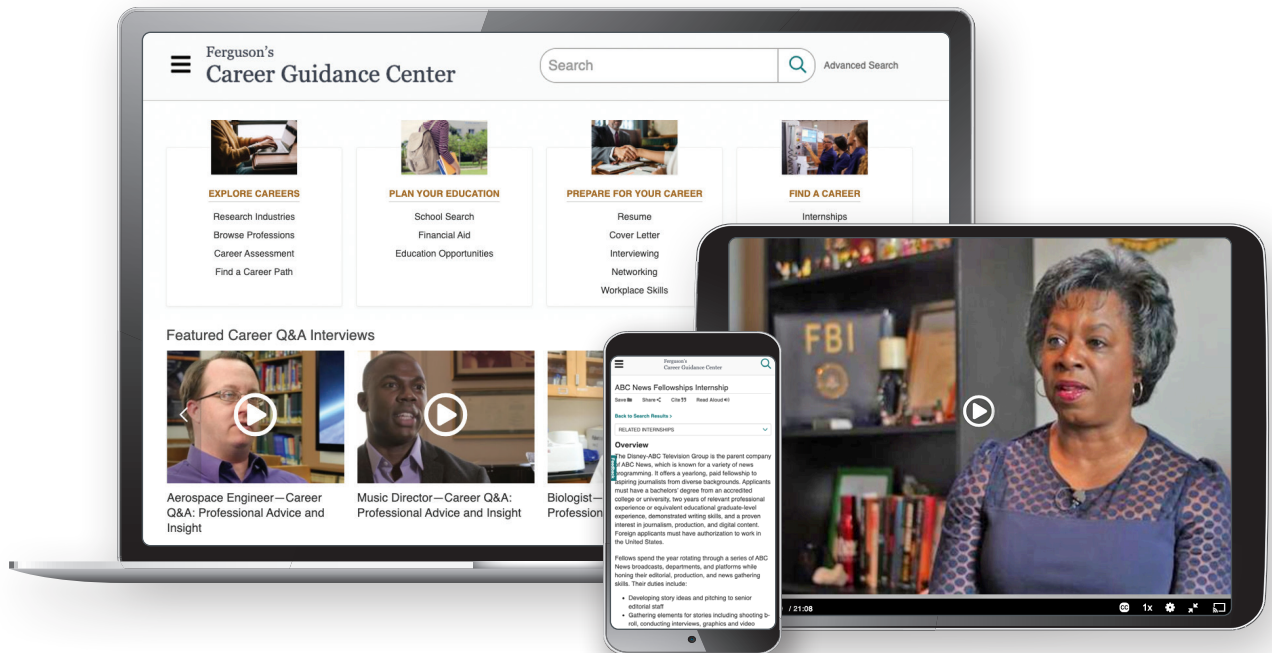 Ferguson's
Career Guidance Center
Search
Advanced Search
EXPLORE CAREERS
Research Industries
Browse Professions
Career Assessment
Find a Career Path
PLAN YOUR EDUCATION
School Search
Financial Aid
Education Opportunities
PREPARE FOR YOUR CAREER
Resume
Cover Letter
Interviewing
Networking
Workplace Skills
FIND A CAREER
Internships
Featured Career Q&A Interviews
Aerospace Engineer—Career
Q&A: Professional Advice and
Insight
Music Director—Career Q&A:
Professional Advice and Insight
Biologist—
Profession
Ferguson's
Career Guidance Center
ABC News Fellowships Internship
Save Share Cite Read Aloud
Back to Search Results >
RELATED INTERNSHIPS
Overview
The Disney-ABC Television Group is the parent company
of ABC News, which is known for a variety of news
programming. It offers a yearlong, paid fellowship to
aspiring journalists from diverse backgrounds. Applicants
must have a bachelors' degree from an accredited
college or university, two years of relevant professional
experience or equivalent educational graduate-level
experience, demonstrated writing skills, and a proven
interest in journalism, production, and digital content.
Foreign applicants must have authorization to work in
the United States.
Fellows spend the year rotating through a series of ABC
News broadcasts, departments, and platforms while
honing their editorial, production, and news gathering
skills. Their duties include:
• Developing story ideas and pitching to senior
editorial staff
• Gathering elements for stories including shooting b-
roll, conducting interviews, graphics and video
FBI
/ 21:08
CC 1x